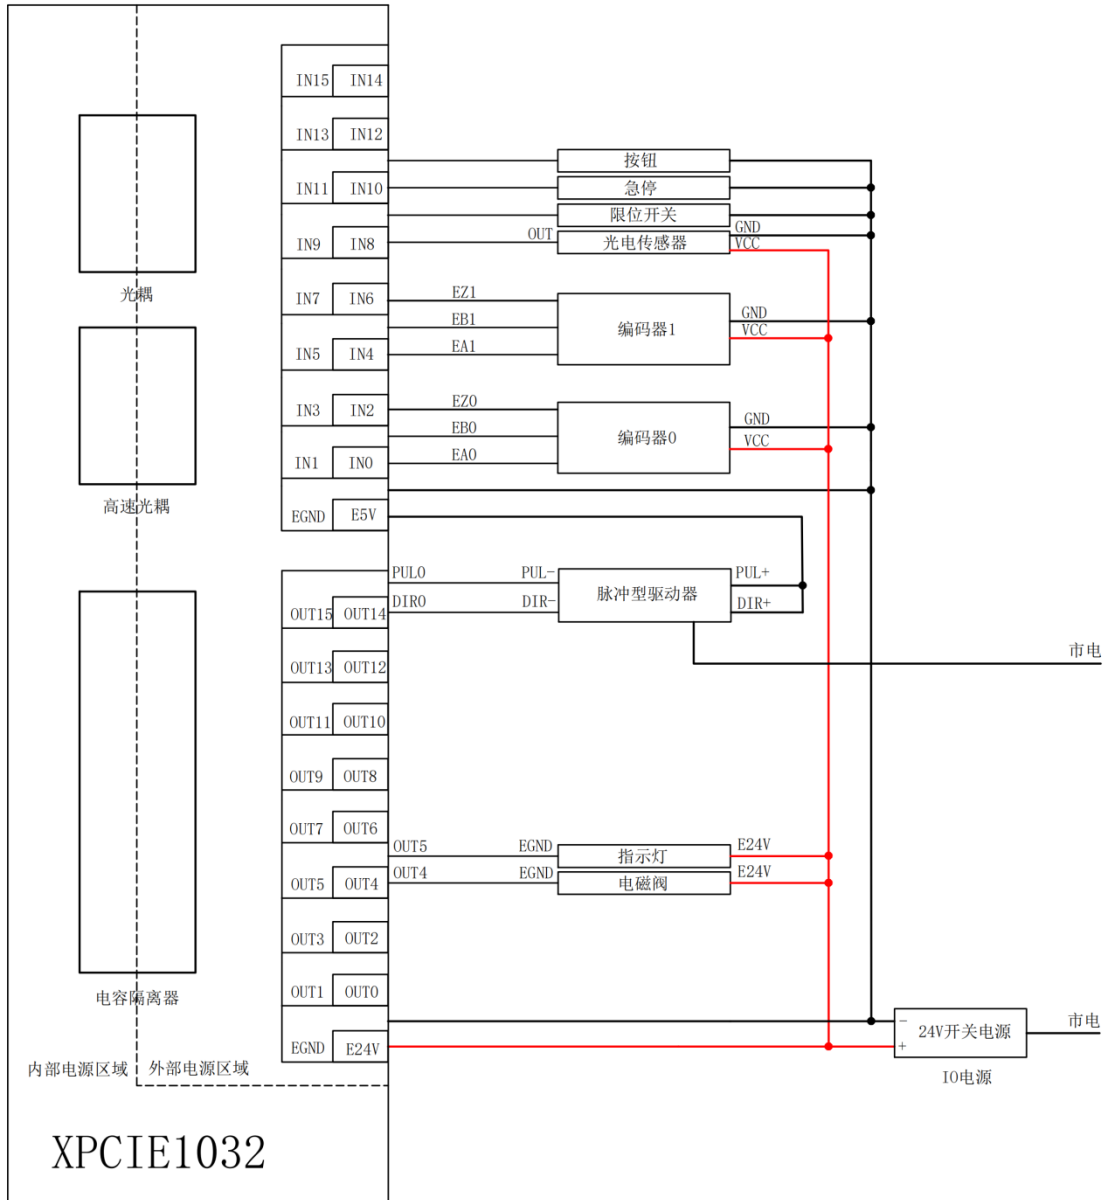 IN15 IN14
IN13 IN12
按钮
IN11 IN10
急停
限位开关
GND
OUT
光电传感器
VCC
IN9 IN8
光耦
IN7 IN6
EZ1
EB1
EA1
编码器1
GND
VCC
IN5 IN4
IN3 IN2
EZ0
EB0
EA0
编码器0
GND
VCC
IN1 IN0
高速光耦
EGND E5V
PUL0
PUL-
PUL+
脉冲型驱动器
DIR0
DIR-
DIR+
OUT15 OUT14
市电
OUT13 OUT12
OUT11 OUT10
OUT9 OUT8
OUT7 OUT6
OUT5
EGND
指示灯
E24V
OUT4
EGND
电磁阀
E24V
OUT5 OUT4
OUT3 OUT2
OUT1 OUT0
电容隔离器
-
24V开关电源
+
市电
EGND E24V
内部电源区域
外部电源区域
IO电源
XPCIE1032